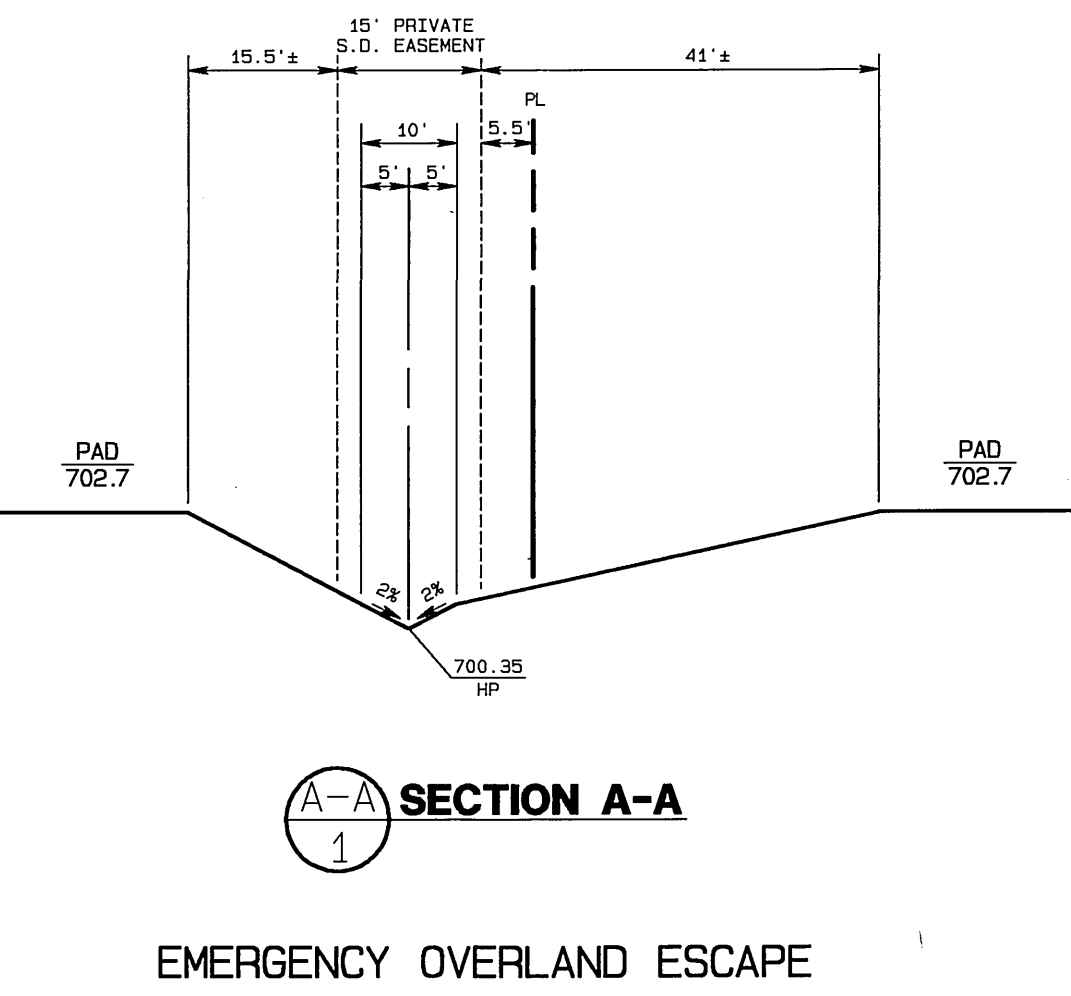 15' PRIVATE
S.D. EASEMENT
15.5'±
41'±
PL
10'
5.5'
5'
5'
PAD
702.7
PAD
702.7
2%
2%
700.35
HP
A-A
1
SECTION A-A
EMERGENCY OVERLAND ESCAPE